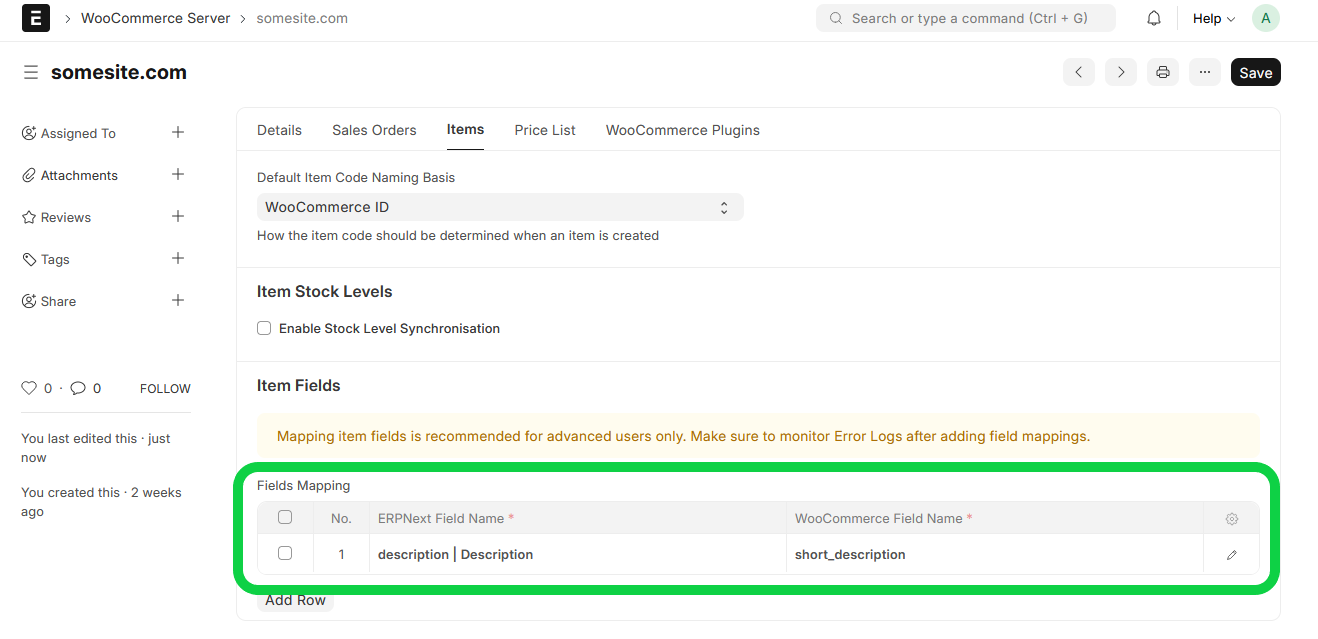 E > WooCommerce Server > somesite.com
Search or type a command (Ctrl + G)
Help
A
somesite.com
Save
Assigned To +
Attachments +
Reviews +
Tags +
Share +
0 · 0 FOLLOW
You last edited this · just
now
You created this · 2 weeks
ago
Details Sales Orders Items Price List WooCommerce Plugins
Default Item Code Naming Basis
WooCommerce ID
How the item code should be determined when an item is created
Item Stock Levels
Enable Stock Level Synchronisation
Item Fields
Mapping item fields is recommended for advanced users only. Make sure to monitor Error Logs after adding field mappings.
Fields Mapping
No. ERPNext Field Name * WooCommerce Field Name *
1 description | Description short_description
Add Row